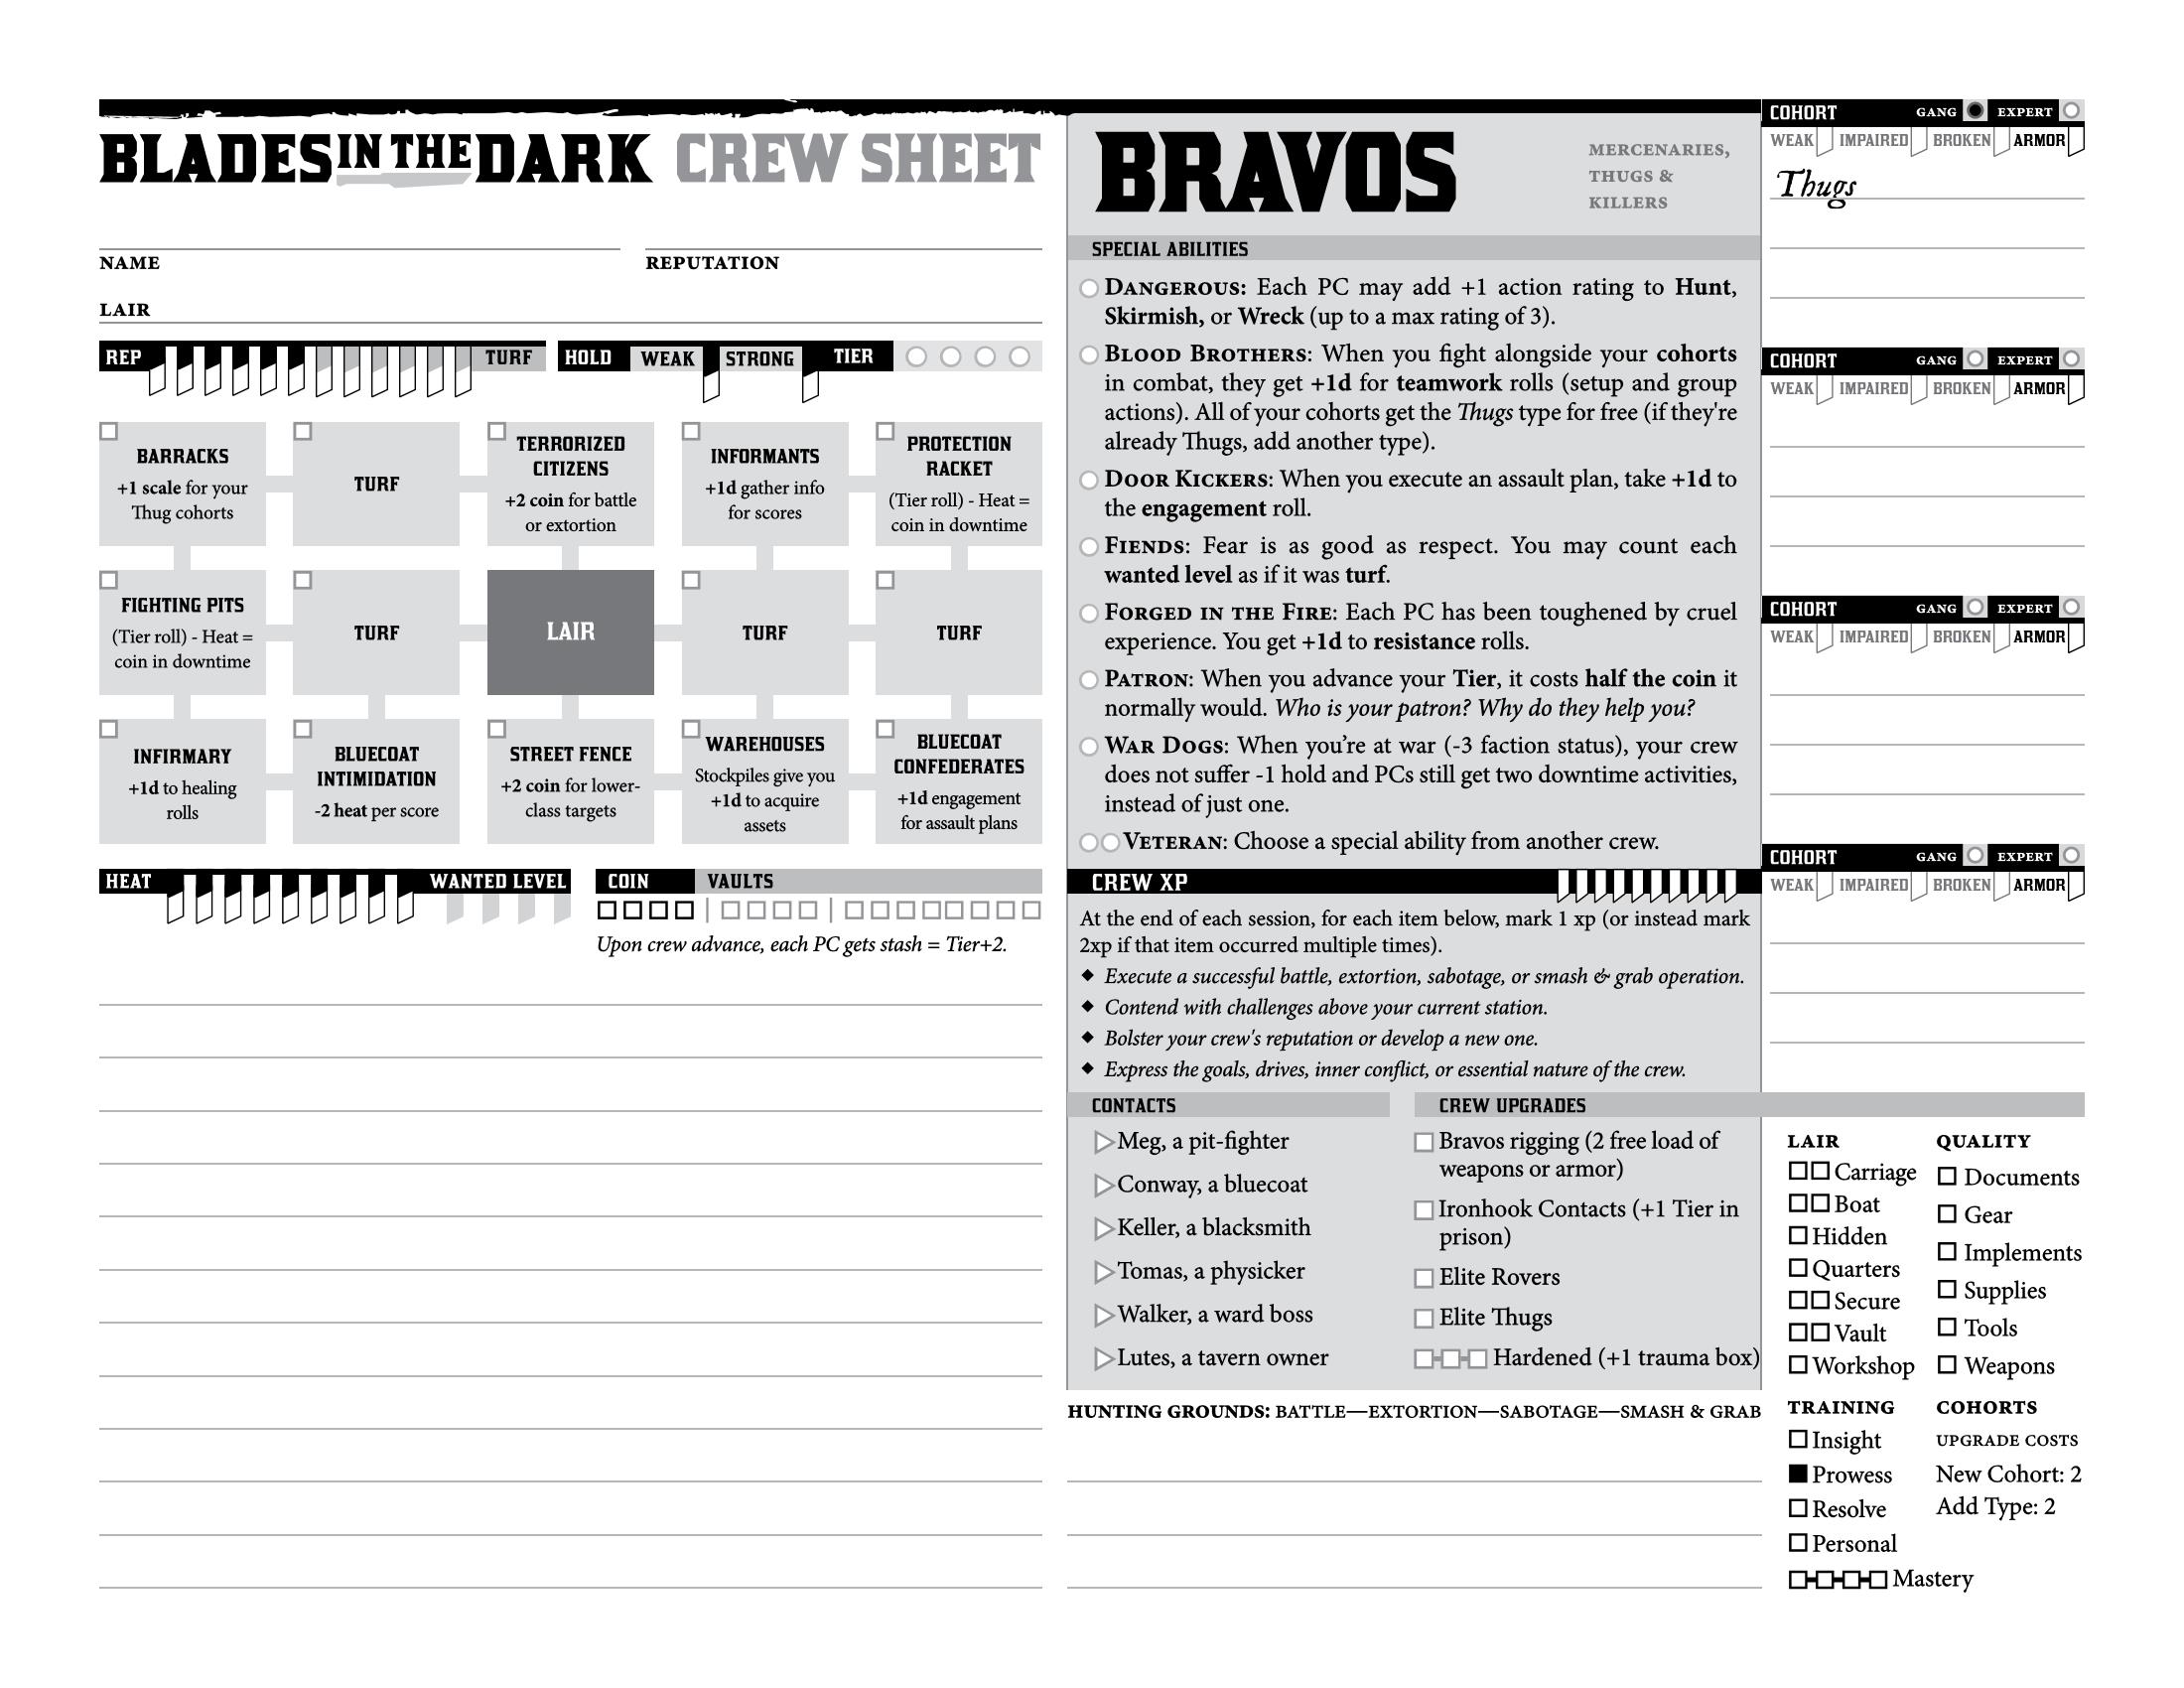 BLADES IN THE DARK CREW SHEET
NAME
REPUTATION
LAIR
REP
TURF
HOLD WEAK STRONG TIER
BARRACKS
+1 scale for your
Thug cohorts
TURF
TERRORIZED
CITIZENS
+2 coin for battle
or extortion
INFORMANTS
+1d gather info
for scores
PROTECTION
RACKET
(Tier roll) - Heat =
coin in downtime
FIGHTING PITS
(Tier roll) - Heat =
coin in downtime
TURF
LAIR
TURF
TURF
INFIRMARY
+1d to healing
rolls
BLUECOAT
INTIMIDATION
-2 heat per score
STREET FENCE
+2 coin for lower-
class targets
WAREHOUSES
Stockpiles give you
+1d to acquire
assets
BLUECOAT
CONFEDERATES
+1d engagement
for assault plans
HEAT
WANTED LEVEL
COIN
VAULTS
Upon crew advance, each PC gets stash = Tier+2.
BRAVOS
MERCENARIES,
THUGS &
KILLERS
SPECIAL ABILITIES
DANGEROUS: Each PC may add +1 action rating to Hunt,
Skirmish, or Wreck (up to a max rating of 3).
BLOOD BROTHERS: When you fight alongside your cohorts
in combat, they get +1d for teamwork rolls (setup and group
actions). All of your cohorts get the Thugs type for free (if they're
already Thugs, add another type).
DOOR KICKERS: When you execute an assault plan, take +1d to
the engagement roll.
FIENDS: Fear is as good as respect. You may count each
wanted level as if it was turf.
FORGED IN THE FIRE: Each PC has been toughened by cruel
experience. You get +1d to resistance rolls.
PATRON: When you advance your Tier, it costs half the coin it
normally would. Who is your patron? Why do they help you?
WAR DOGS: When you’re at war (-3 faction status), your crew
does not suffer -1 hold and PCs still get two downtime activities,
instead of just one.
VETERAN: Choose a special ability from another crew.
CREW XP
At the end of each session, for each item below, mark 1 xp (or instead mark
2xp if that item occurred multiple times).
◆ Execute a successful battle, extortion, sabotage, or smash & grab operation.
◆ Contend with challenges above your current station.
◆ Bolster your crew's reputation or develop a new one.
◆ Express the goals, drives, inner conflict, or essential nature of the crew.
CONTACTS
Meg, a pit-fighter
Conway, a bluecoat
Keller, a blacksmith
Tomas, a physicker
Walker, a ward boss
Lutes, a tavern owner
CREW UPGRADES
Bravos rigging (2 free load of
weapons or armor)
Ironhook Contacts (+1 Tier in
prison)
Elite Rovers
Elite Thugs
Hardened (+1 trauma box)
HUNTING GROUNDS: BATTLE—EXTORTION—SABOTAGE—SMASH & GRAB
COHORT GANG EXPERT
WEAK IMPAIRED BROKEN ARMOR
Thugs
COHORT GANG EXPERT
WEAK IMPAIRED BROKEN ARMOR
COHORT GANG EXPERT
WEAK IMPAIRED BROKEN ARMOR
COHORT GANG EXPERT
WEAK IMPAIRED BROKEN ARMOR
LAIR
Carriage
Boat
Hidden
Quarters
Secure
Vault
Workshop
QUALITY
Documents
Gear
Implements
Supplies
Tools
Weapons
TRAINING
Insight
Prowess
Resolve
Personal
Mastery
COHORTS
UPGRADE COSTS
New Cohort: 2
Add Type: 2